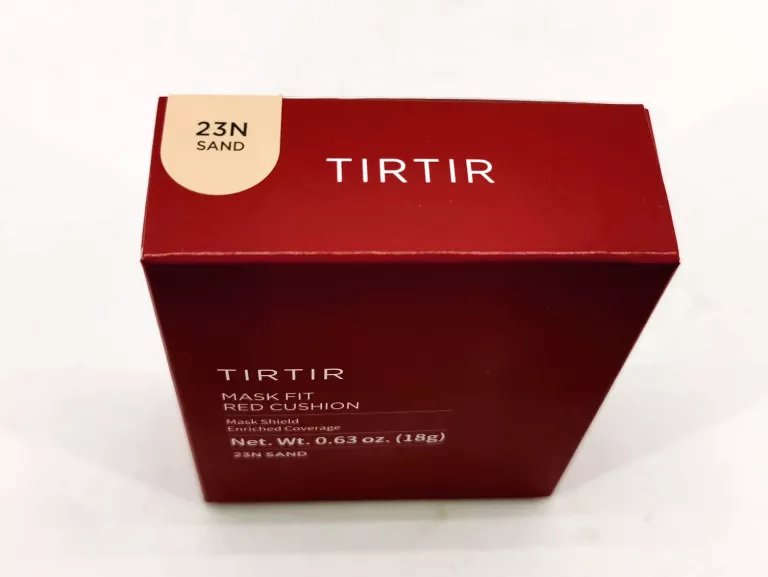 23N
SAND
TIRTIR
TIRTIR
MASK FIT
RED CUSHION
Mask Shield
Enriched Coverage
Net. Wt. 0.63 oz. (18g)
23N SAND